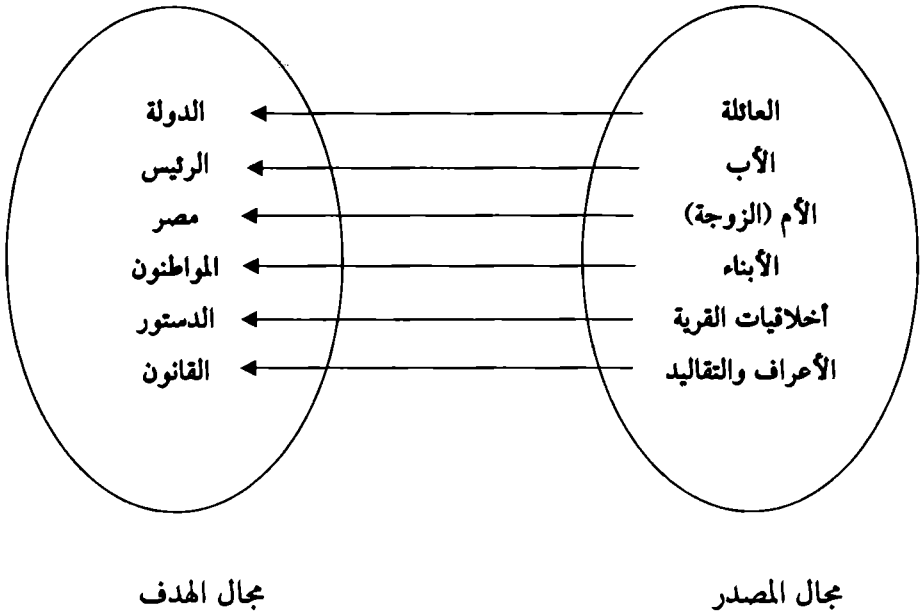 العائلة الدولة
الأب الرئيس
الأم (الزوجة) مصر
الأبناء المواطنون
أخلاقيات القرية الدستور
الأعراف والتقاليد القانون
مجال المصدر مجال الهدف